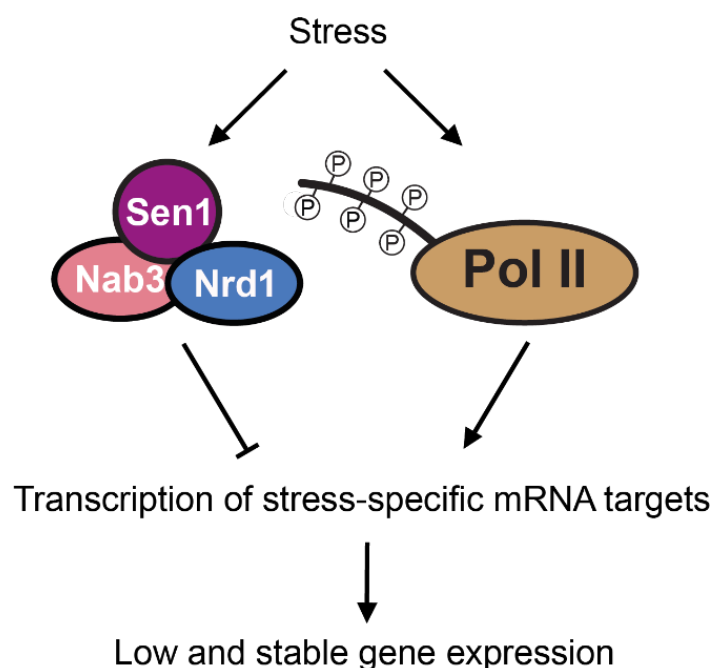 Stress
P P P
P P P
Sen1
Nab3 Nrd1
Pol II
Transcription of stress-specific mRNA targets
Low and stable gene expression